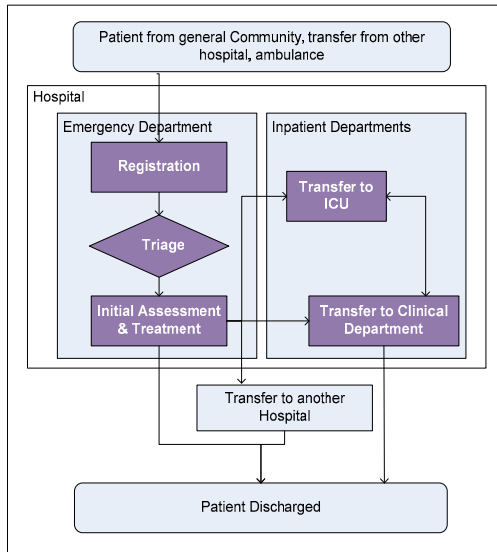 Patient from general Community, transfer from other
hospital, ambulance
Hospital
Emergency Department
Inpatient Departments
Registration
Transfer to
ICU
Triage
Initial Assessment
& Treatment
Transfer to Clinical
Department
Transfer to another
Hospital
Patient Discharged